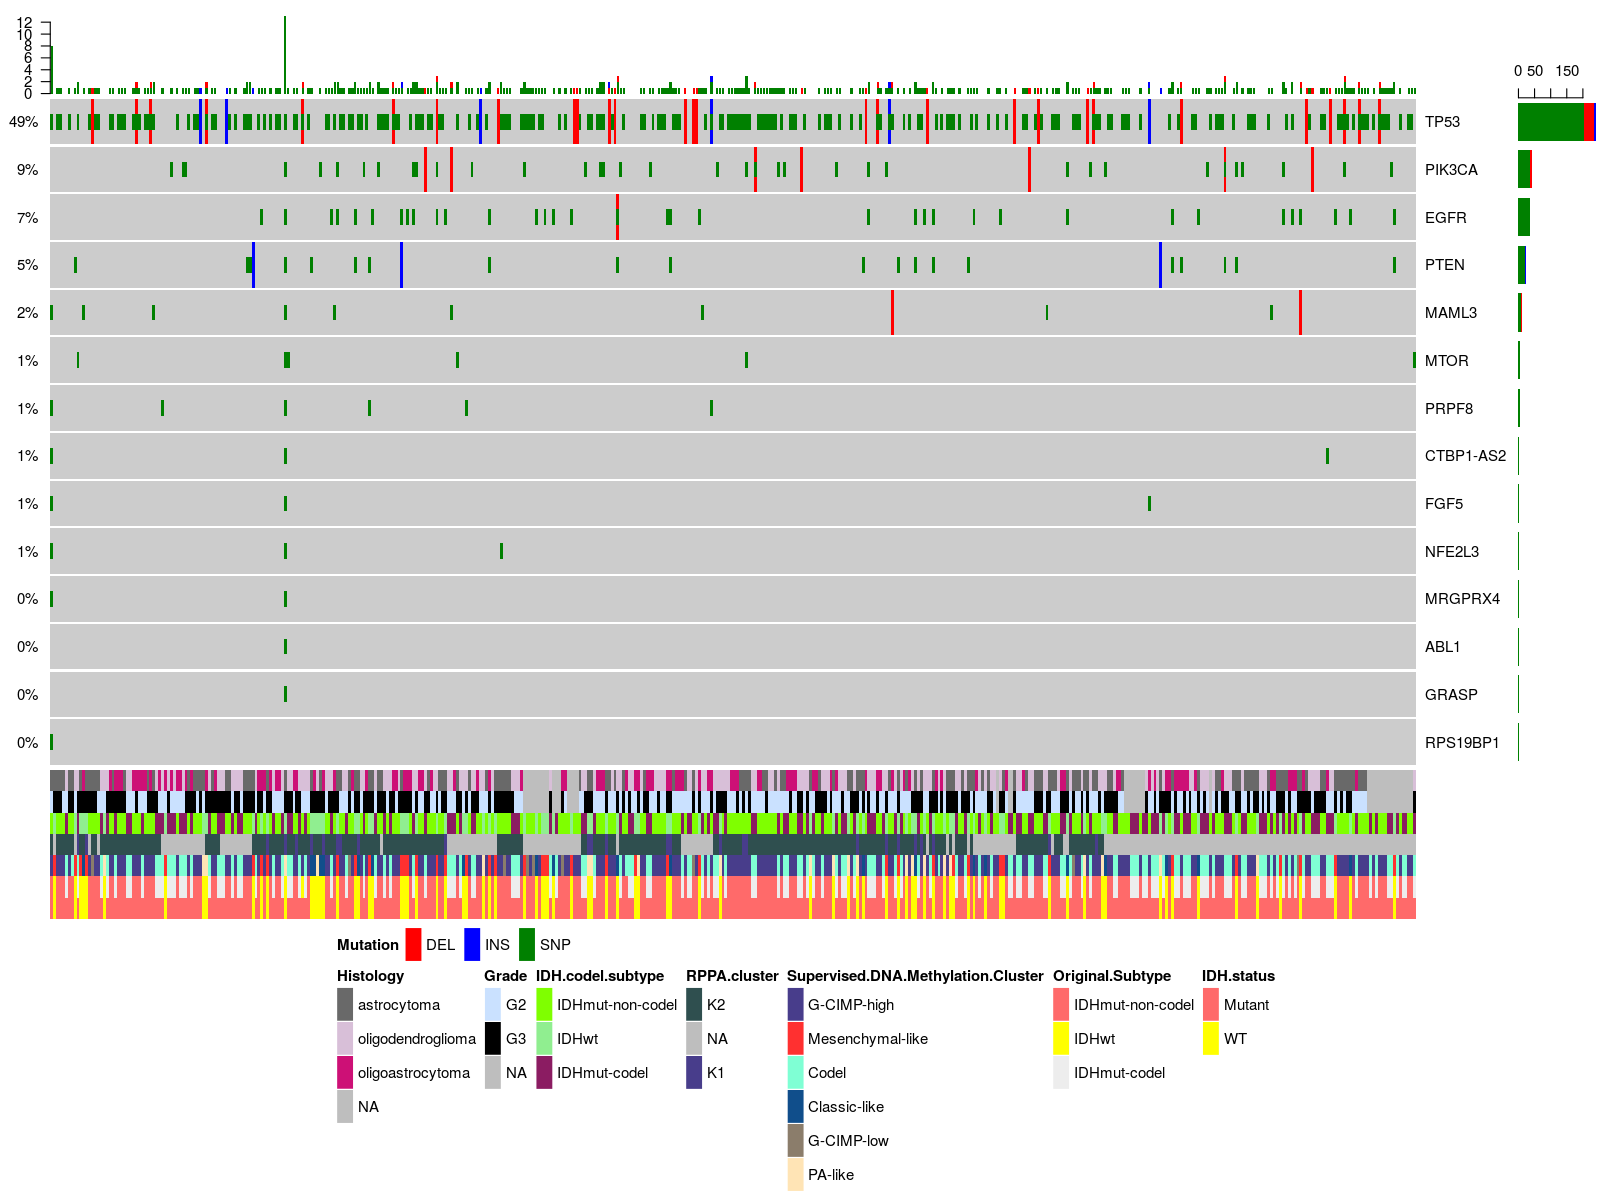 12
10
8
6
4
2
0
0 50 150
49% TP53
9% PIK3CA
7% EGFR
5% PTEN
2% MAML3
1% MTOR
1% PRPF8
1% CTBP1-AS2
1% FGF5
1% NFE2L3
0% MRGPRX4
0% ABL1
0% GRASP
0% RPS19BP1
Mutation DEL INS SNP
Histology Grade IDH.codel.subtype RPPA.cluster Supervised.DNA.Methylation.Cluster Original.Subtype IDH.status
astrocytoma G2 IDHmut-non-codel K2 G-CIMP-high IDHmut-non-codel Mutant
oligodendroglioma G3 IDHwt NA Mesenchymal-like IDHwt WT
oligoastrocytoma NA IDHmut-codel K1 Codel IDHmut-codel
NA Classic-like
G-CIMP-low
PA-like